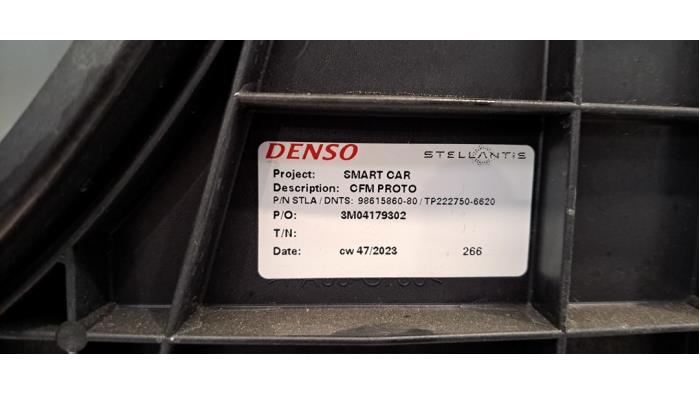 DENSO STELLANTIS
Project: SMART CAR
Description: CFM PROTO
P/N STLA / DNTS: 98615860-80 / TP222750-6620
P/O: 3M04179302
T/N:
Date: cw 47/2023 266